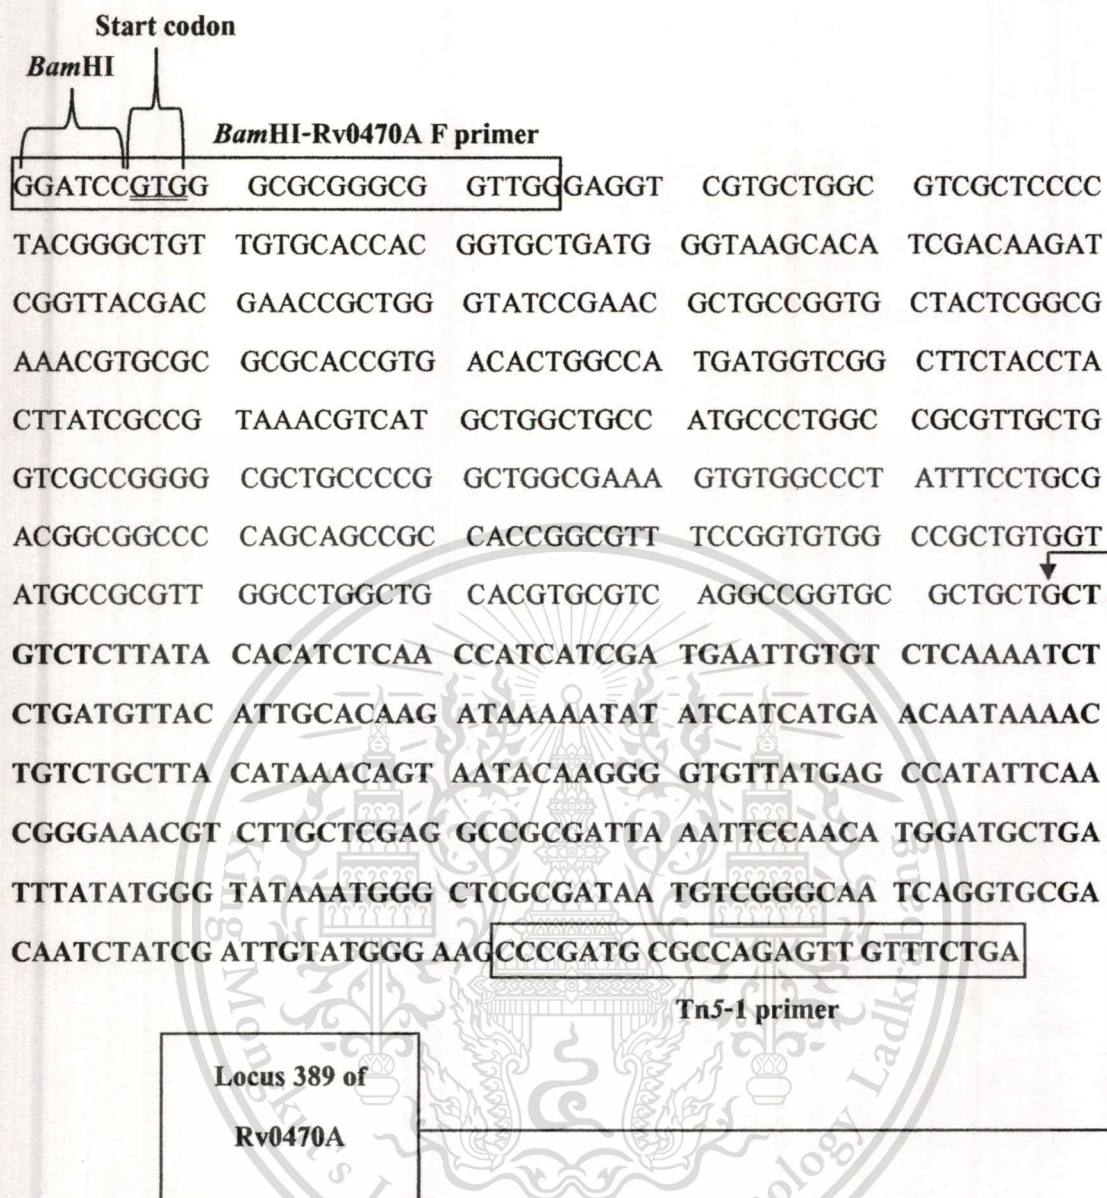 Start codon
BamHI
BamHI-Rv0470A F primer
GGATCCGTGG GCGCGGGCG GTTGGGAGGT CGTGCTGGC GTCGCTCCCC
TACGGGCTGT TGTGCACCAC GGTGCTGATG GGTAAGCACA TCGACAAGAT
CGGTTACGAC GAACCGCTGG GTATCCGAAC GCTGCCGGTG CTACTCGGCG
AAACGTGCGC GCGCACCGTG ACACTGGCCA TGATGGTCGG CTTCTACCTA
CTTATCGCCG TAAACGTCAT GCTGGCTGCC ATGCCCTGGC CGCGTTGCTG
GTCGCCGGGG CGCTGCCCCG GCTGGCGAAA GTGTGGCCCT ATTTCCTGCG
ACGGCGGCCC CAGCAGCCGC CACCGGCGTT TCCGGTGTGG CCGCTGTGGT
ATGCCGCGTT GGCCTGGCTG CACGTGCGTC AGGCCGGTGC GCTGCTGCT
GTCTCTTATA CACATCTCAA CCATCATCGA TGAATTGTGT CTCAAAATCT
CTGATGTTAC ATTGCACAAG ATAAAAATAT ATCATCATGA ACAATAAAAC
TGTCTGCTTA CATAAACAGT AATACAAGGG GTGTTATGAG CCATATTCAA
CGGGAAACGT CTTGCTCGAG GCCGCGATTA AATTCCAACA TGGATGCTGA
TTTATATGGG TATAAATGGG CTCGCGATAA TGTCGGGCAA TCAGGTGCGA
CAATCTATCG ATTGTATGGG AAGCCCGATG CGCCAGAGTT GTTTCTGA
Tn5-1 primer
Locus 389 of
Rv0470A